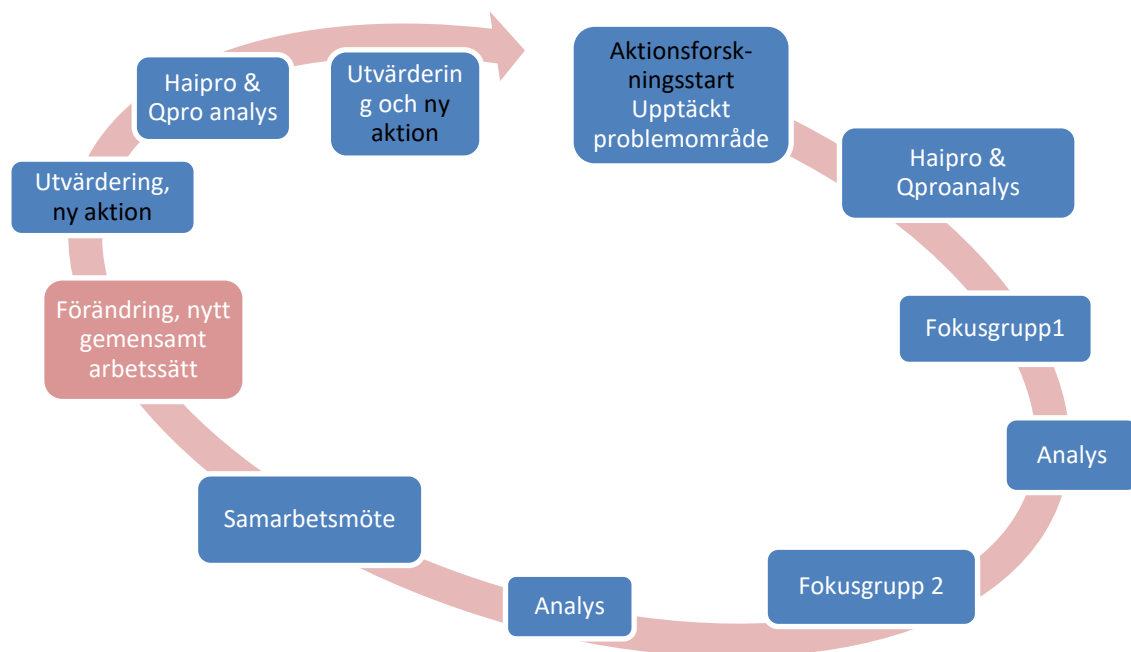 Aktionsforsk-
ningsstart
Upptäckt
problemområde
Haipro &
Qproanalys
Fokusgrupp1
Analys
Fokusgrupp 2
Analys
Samarbetsmöte
Förändring, nytt
gemensamt
arbetssätt
Utvärdering,
ny aktion
Haipro &
Qpro analys
Utvärderin
g och ny
aktion